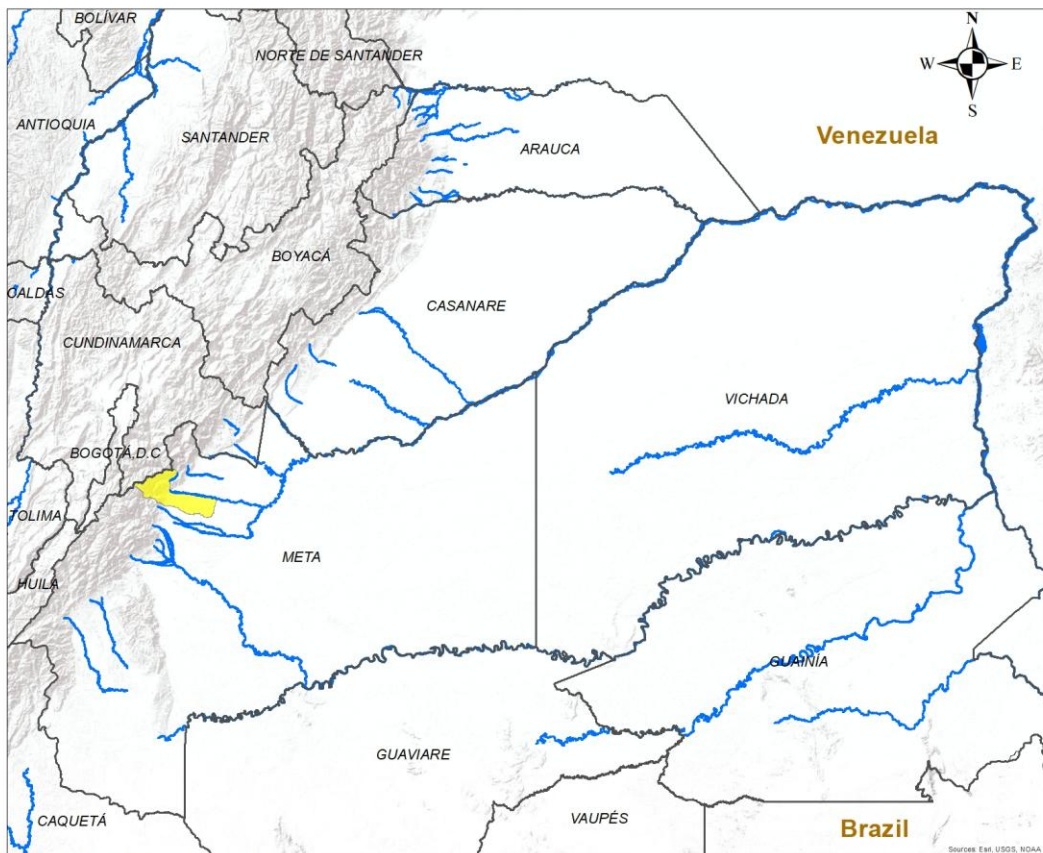 BOLÍVAR
N
NORTE DE SANTANDER
W
E
S
ANTIOQUIA
SANTANDER
Venezuela
ARAUCA
BOYACÁ
CALDAS
CASANARE
CUNDINAMARCA
VICHADA
BOGOTÁ,D.C
TOLIMA
META
HUILA
GUAINÍA
GUAVIARE
CAQUETÁ
VAUPÉS
Brazil
Sources: Esri, USGS, NOAA